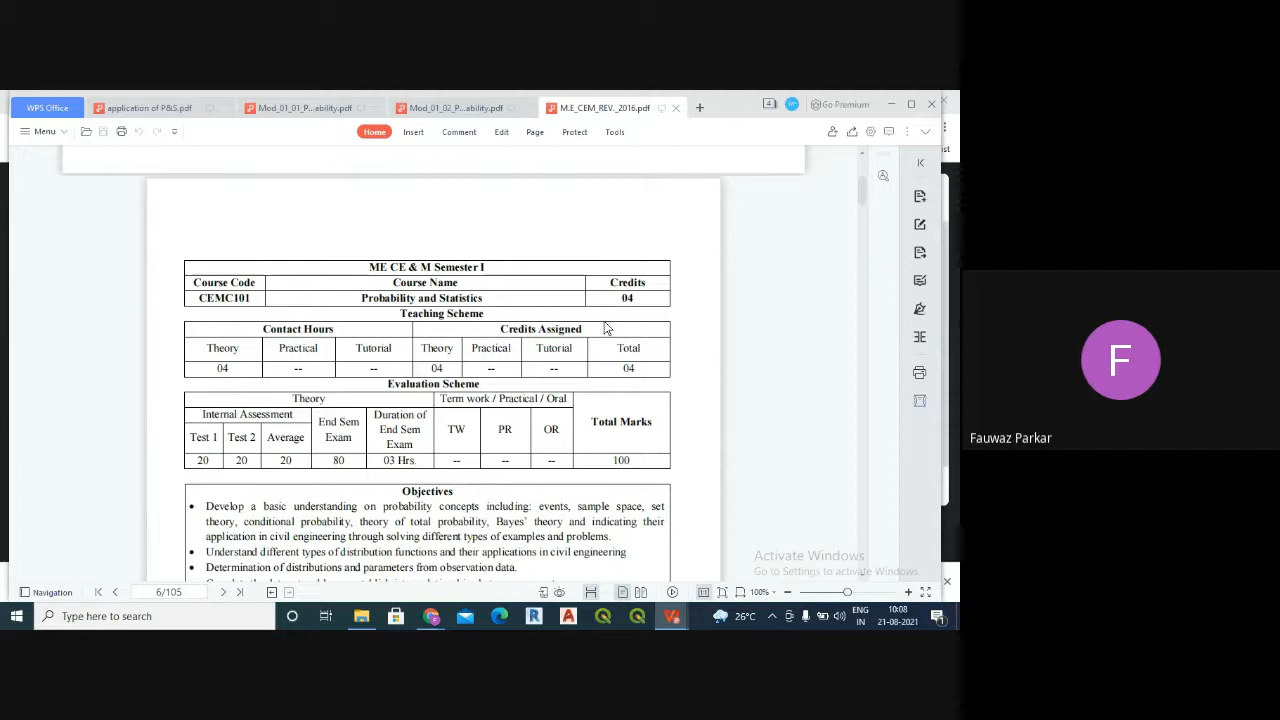 WPS Office application of P&S.pdf Mod_01_01_P...ability.pdf Mod_01_02_P...ability.pdf M.E_CEM_REV._2016.pdf 4 Go Premium
Menu Home Insert Comment Edit Page Protect Tools
ME CE & M Semester I
Course Code Course Name Credits
CEMC101 Probability and Statistics 04
Teaching Scheme
Contact Hours Credits Assigned
Theory Practical Tutorial Theory Practical Tutorial Total
04 -- -- 04 -- -- 04
Evaluation Scheme
Theory Term work / Practical / Oral Total Marks
Internal Assessment End Sem Exam Duration of End Sem Exam TW PR OR
Test 1 Test 2 Average
20 20 20 80 03 Hrs. -- -- -- 100
Objectives
• Develop a basic understanding on probability concepts including: events, sample space, set
theory, conditional probability, theory of total probability, Bayes' theory and indicating their
application in civil engineering through solving different types of examples and problems.
• Understand different types of distribution functions and their applications in civil engineering
• Determination of distributions and parameters from observation data.
Activate Windows
Go to Settings to activate Windows.
Navigation 6/105 100%
Type here to search 26°C ENG IN 10:08 21-08-2021
F
Fauwaz Parkar